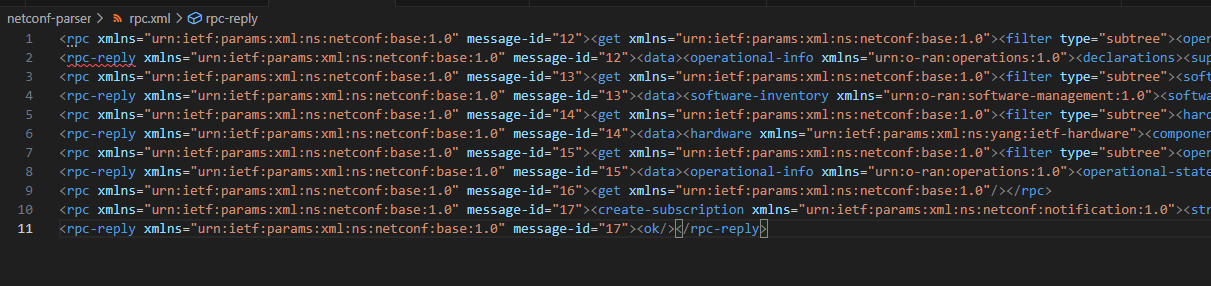 netconf-parser > rpc.xml > rpc-reply
1 <rpc xmlns="urn:ietf:params:xml:ns:netconf:base:1.0" message-id="12"><get xmlns="urn:ietf:params:xml:ns:netconf:base:1.0"><filter type="subtree"><oper
2 <rpc-reply xmlns="urn:ietf:params:xml:ns:netconf:base:1.0" message-id="12"><data><operational-info xmlns="urn:o-ran:operations:1.0"><declarations><sup
3 <rpc xmlns="urn:ietf:params:xml:ns:netconf:base:1.0" message-id="13"><get xmlns="urn:ietf:params:xml:ns:netconf:base:1.0"><filter type="subtree"><soft
4 <rpc-reply xmlns="urn:ietf:params:xml:ns:netconf:base:1.0" message-id="13"><data><software-inventory xmlns="urn:o-ran:software-management:1.0"><softwa
5 <rpc xmlns="urn:ietf:params:xml:ns:netconf:base:1.0" message-id="14"><get xmlns="urn:ietf:params:xml:ns:netconf:base:1.0"><filter type="subtree"><hard
6 <rpc-reply xmlns="urn:ietf:params:xml:ns:netconf:base:1.0" message-id="14"><data><hardware xmlns="urn:ietf:params:xml:ns:yang:ietf-hardware"><componen
7 <rpc xmlns="urn:ietf:params:xml:ns:netconf:base:1.0" message-id="15"><get xmlns="urn:ietf:params:xml:ns:netconf:base:1.0"><filter type="subtree"><oper
8 <rpc-reply xmlns="urn:ietf:params:xml:ns:netconf:base:1.0" message-id="15"><data><operational-info xmlns="urn:o-ran:operations:1.0"><operational-state
9 <rpc xmlns="urn:ietf:params:xml:ns:netconf:base:1.0" message-id="16"><get xmlns="urn:ietf:params:xml:ns:netconf:base:1.0"/></rpc>
10 <rpc xmlns="urn:ietf:params:xml:ns:netconf:base:1.0" message-id="17"><create-subscription xmlns="urn:ietf:params:xml:ns:netconf:notification:1.0"><str
11 <rpc-reply xmlns="urn:ietf:params:xml:ns:netconf:base:1.0" message-id="17"><ok/></rpc-reply>